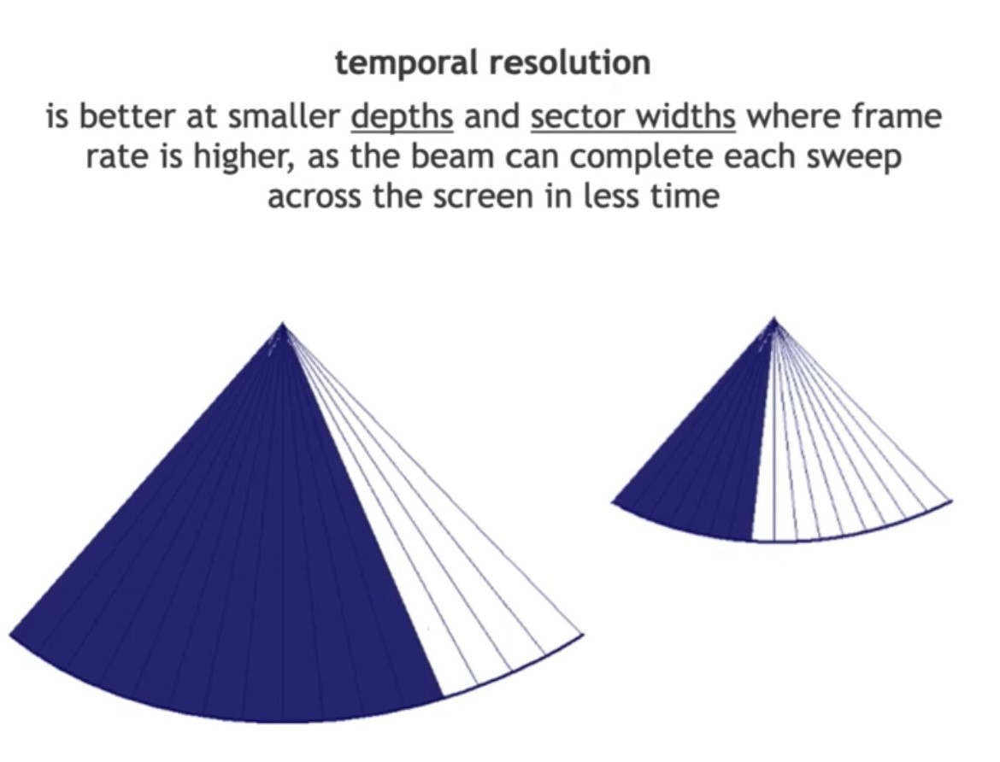 temporal resolution
is better at smaller depths and sector widths where frame
rate is higher, as the beam can complete each sweep
across the screen in less time